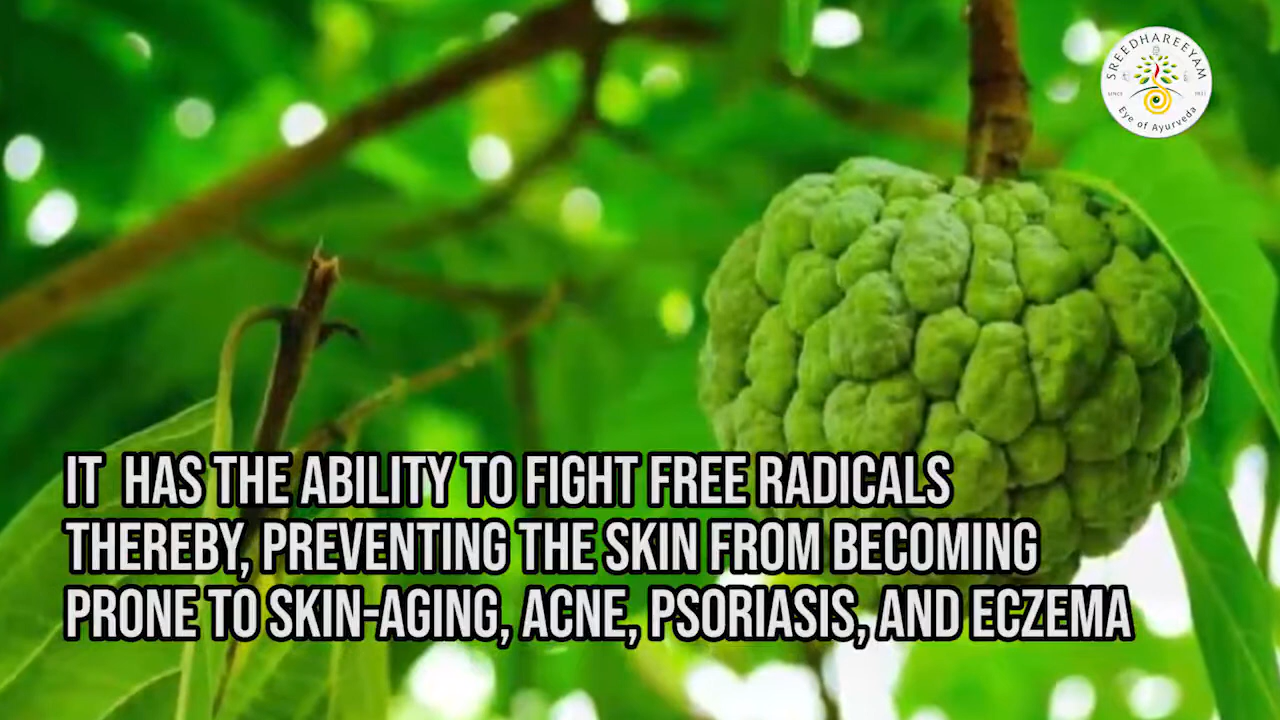 SREEDHAREEYAM
SINCE
Eye of Ayurveda
IT HAS THE ABILITY TO FIGHT FREE RADICALS
THEREBY, PREVENTING THE SKIN FROM BECOMING
PRONE TO SKIN-AGING, ACNE, PSORIASIS, AND ECZEMA